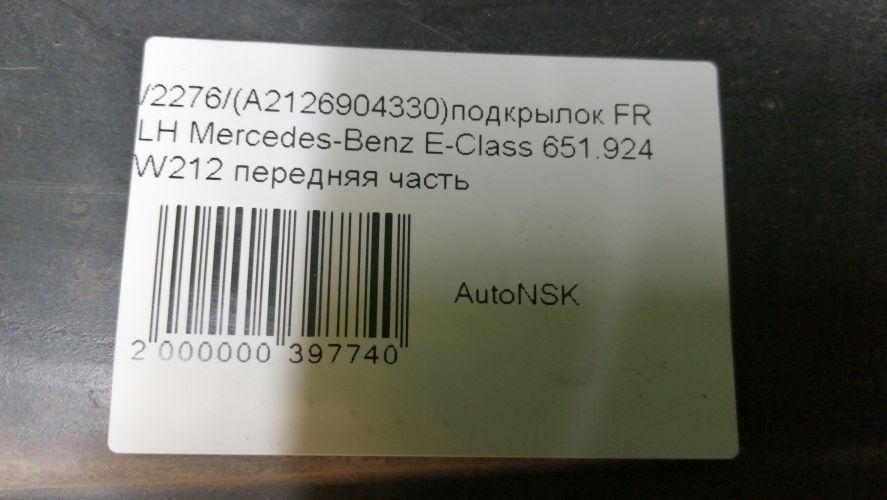 /2276/(A2126904330)подкрылок FR
LH Mercedes-Benz E-Class 651.924
W212 передняя часть
AutoNSK
2 000000 397740